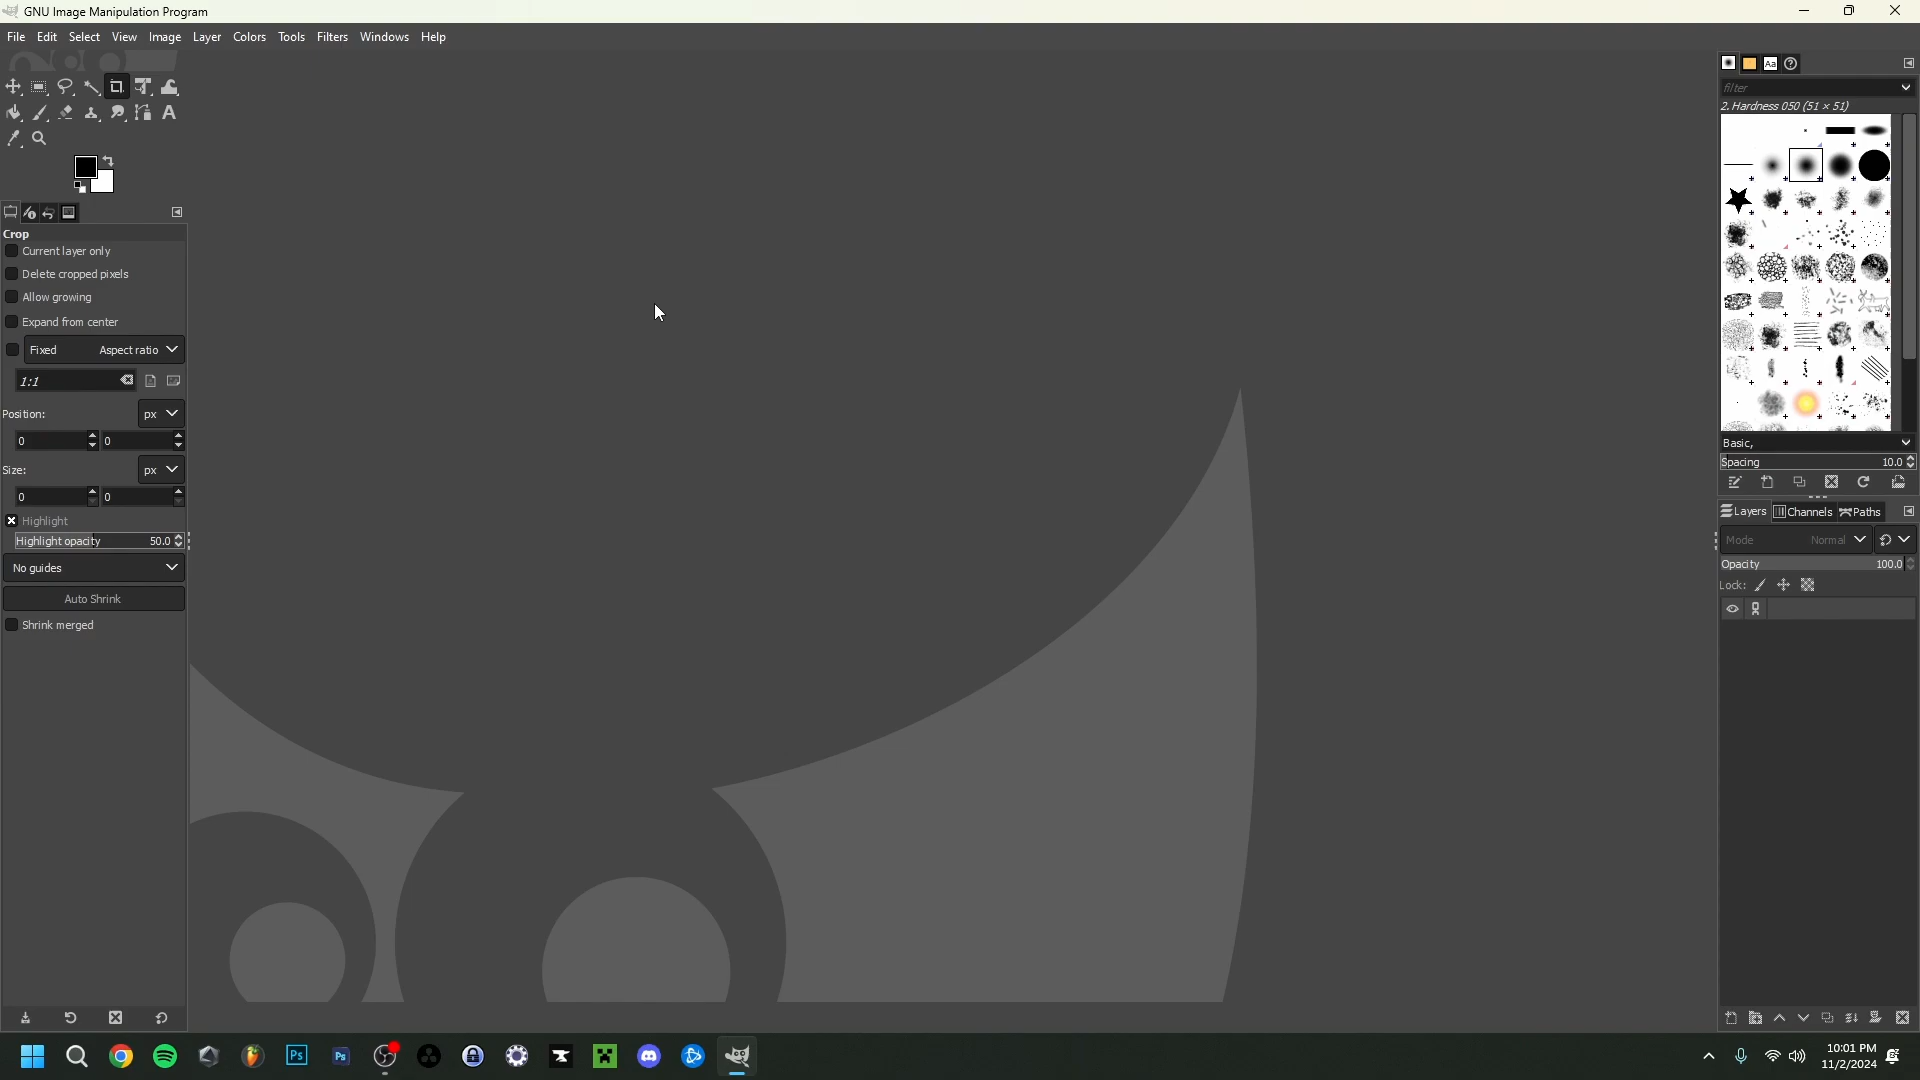 GNU Image Manipulation Program
File Edit Select View Image Layer Colors Tools Filters Windows Help
A
Crop
Current layer only
Delete cropped pixels
Allow growing
Expand from center
Fixed Aspect ratio
1:1
Position: px
0 0
Size: px
0 0
Highlight
Highlight opacity 50.0
No guides
Auto Shrink
Shrink merged
Aa
filter
2. Hardness 050 (51 × 51)
Basic,
Spacing 10.0
Layers Channels Paths
Mode Normal
Opacity 100.0
Lock:
Ps Ps
10:01 PM
11/2/2024